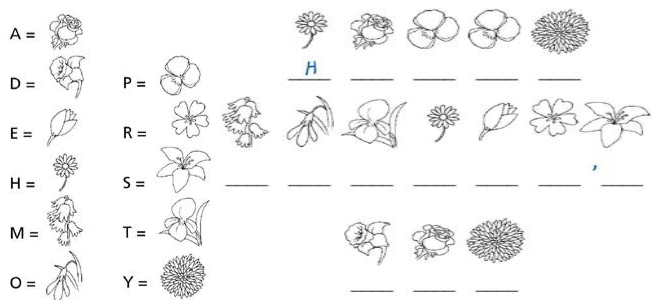 A =
D =
E =
H =
M =
O =
P =
R =
S =
T =
Y =
H
,